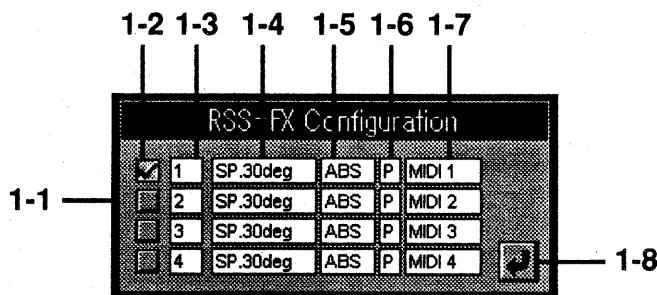 1-2 1-3 1-4 1-5 1-6 1-7
RSS-FX Configuration
1 SP.30deg ABS P MIDI 1
1-1
2 SP.30deg ABS P MIDI 2
3 SP.30deg ABS P MIDI 3
4 SP.30deg ABS P MIDI 4
1-8